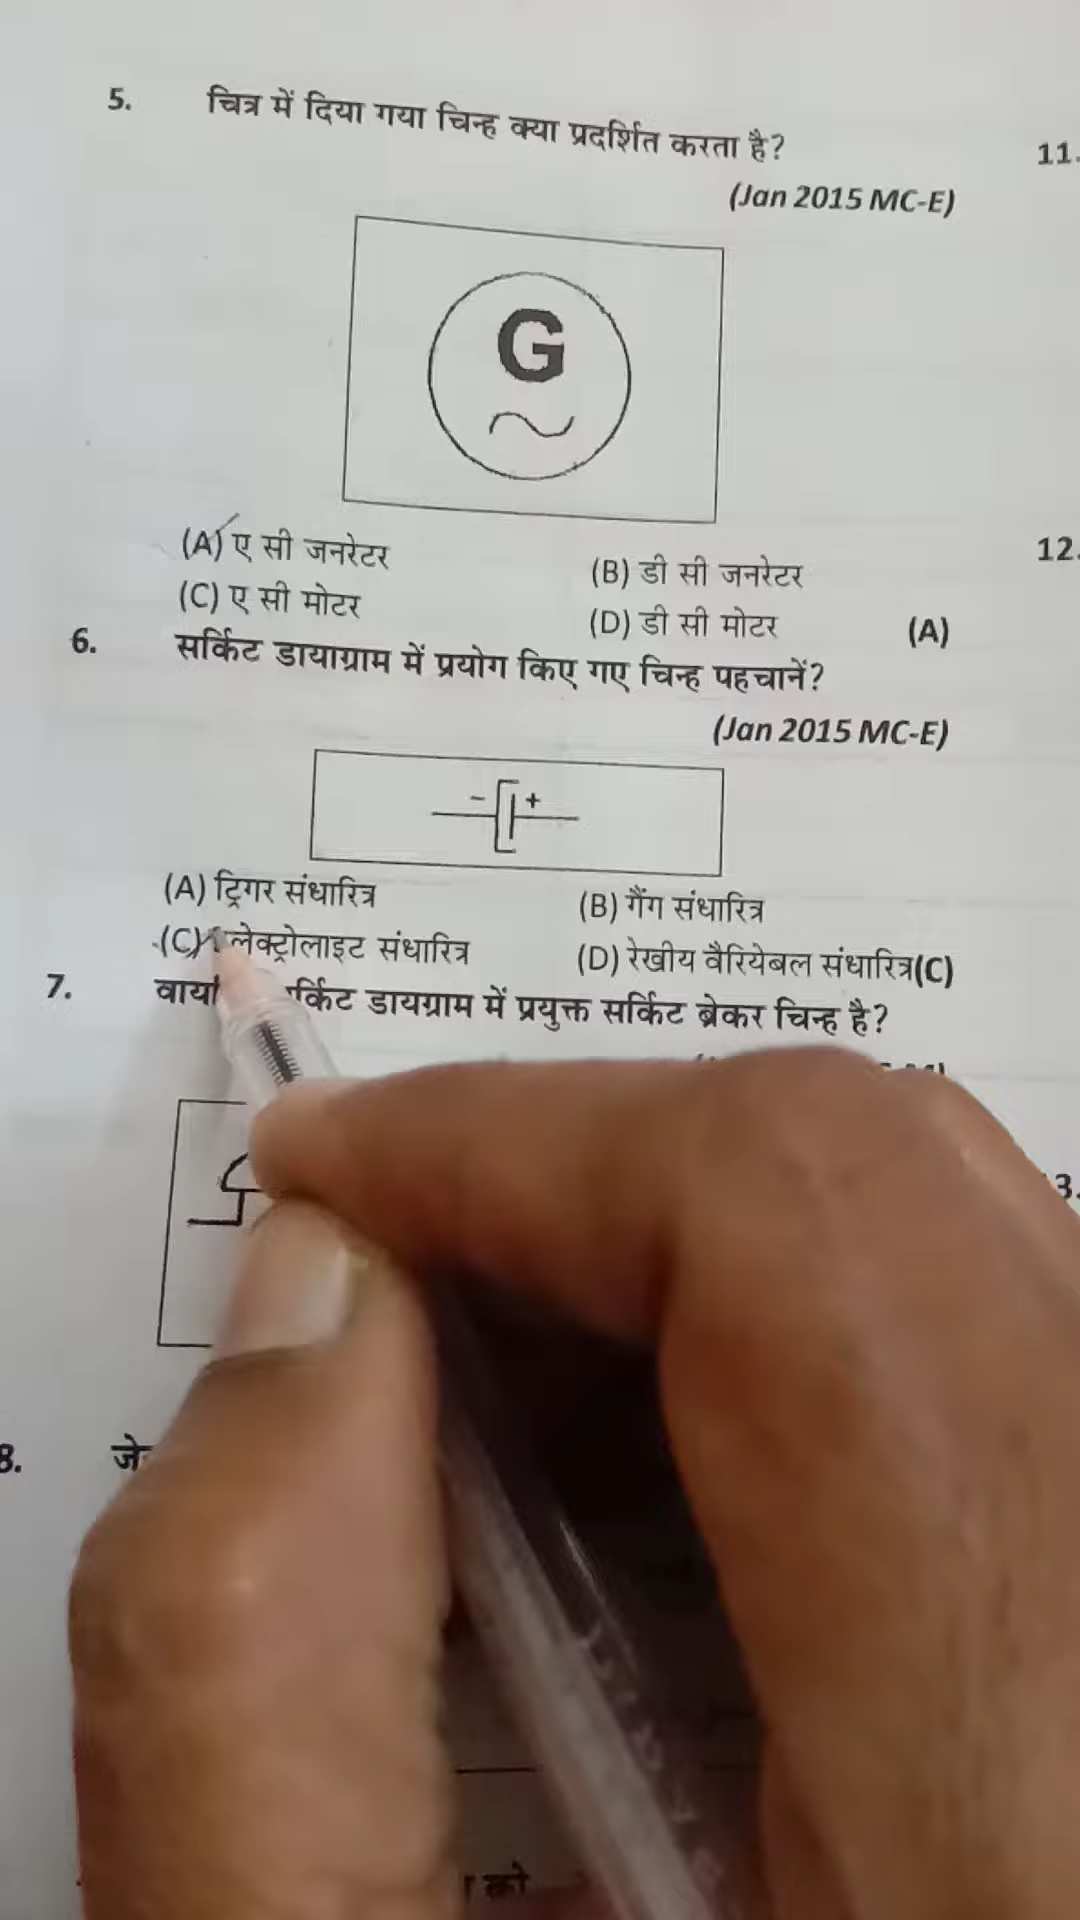 5. चित्र में दिया गया चिन्ह क्या प्रदर्शित करता है?
(Jan 2015 MC-E)
G
(A) ए सी जनरेटर (B) डी सी जनरेटर
(C) ए सी मोटर (D) डी सी मोटर (A)
6. सर्किट डायाग्राम में प्रयोग किए गए चिन्ह पहचानें?
(Jan 2015 MC-E)
- +
(A) ट्रिगर संधारित्र (B) गैंग संधारित्र
(C) लेक्ट्रोलाइट संधारित्र (D) रेखीय वैरियेबल संधारित्र(C)
7. डायग्राम में प्रयुक्त सर्किट ब्रेकर चिन्ह है?
8.
को
11.
12.